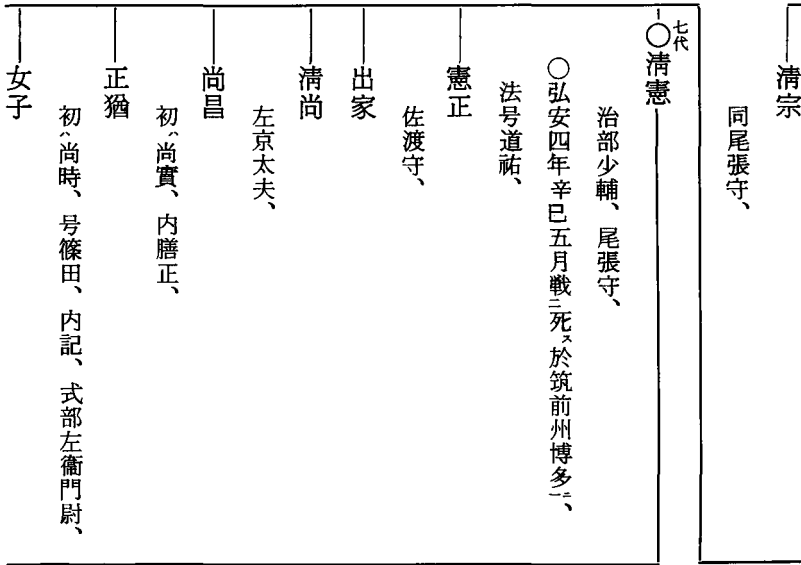 清宗
同尾張守、
七代
○清憲
治部少輔、尾張守、
○弘安四年辛巳五月戦ニ死ス於筑前州博多ニ、
法号道祐、
憲正
佐渡守、
出家
清尚
左京太夫、
尚昌
初ハ尚實、内膳正、
正猶
初ハ尚時、号篠田、内記、式部左衞門尉、
女子